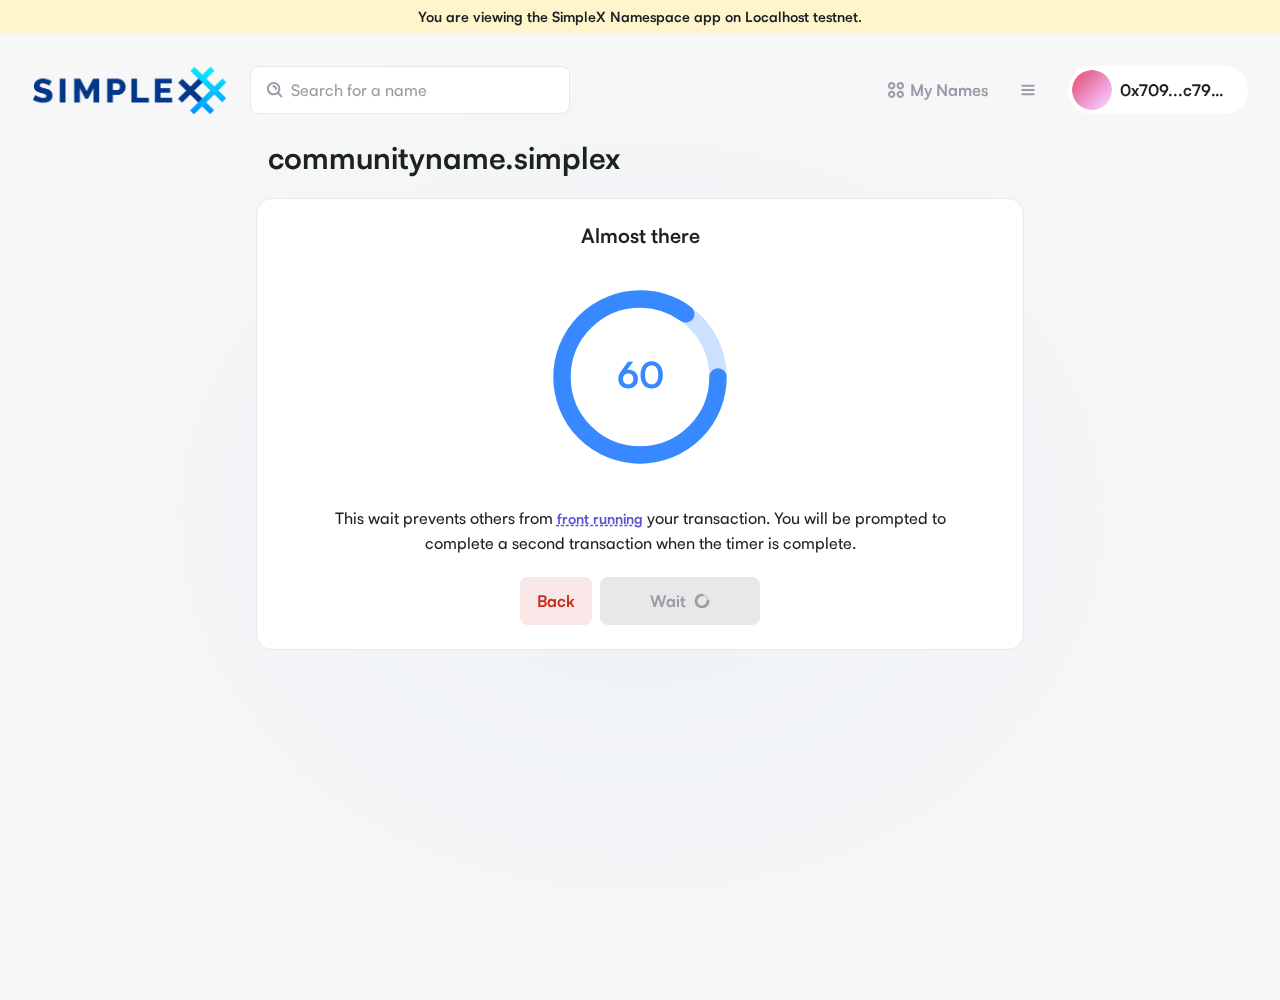 You are viewing the SimpleX Namespace app on Localhost testnet.
SIMPLEX
Search for a name
My Names
0x709...c79...
communityname.simplex
Almost there
60
This wait prevents others from front running your transaction. You will be prompted to
complete a second transaction when the timer is complete.
Back
Wait